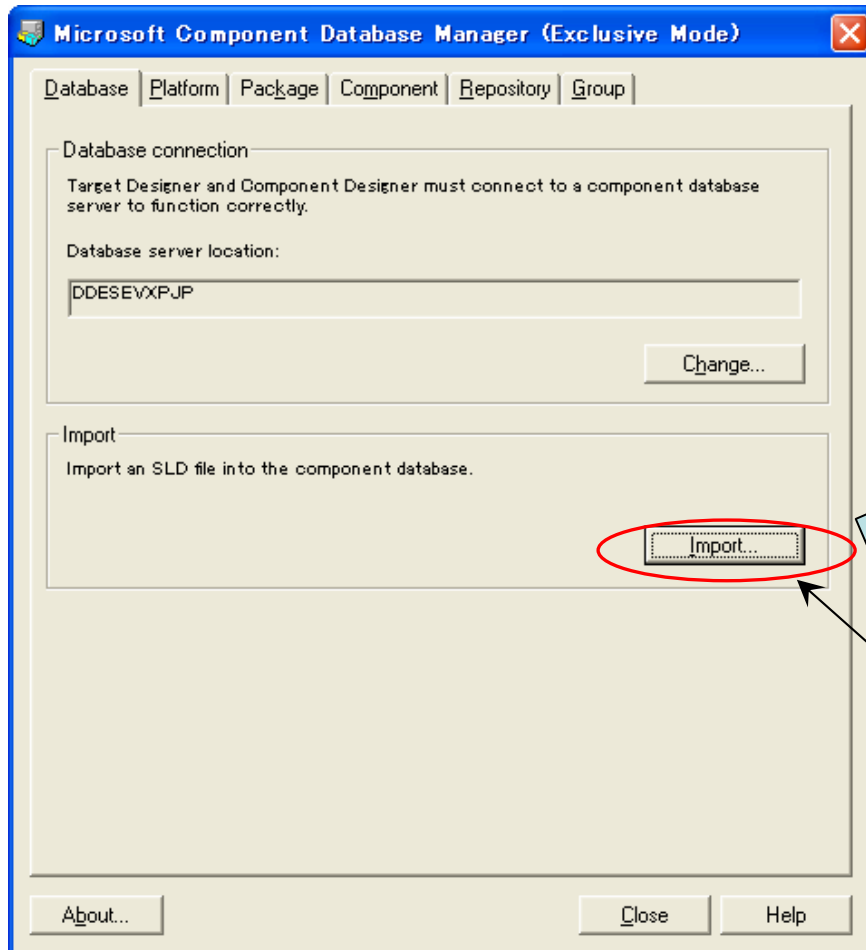 Microsoft Component Database Manager (Exclusive Mode)
Database Platform Package Component Repository Group
Database connection
Target Designer and Component Designer must connect to a component database
server to function correctly.
Database server location:
DDESEVXPJP
Change...
Import
Import an SLD file into the component database.
Import...
About... Close Help